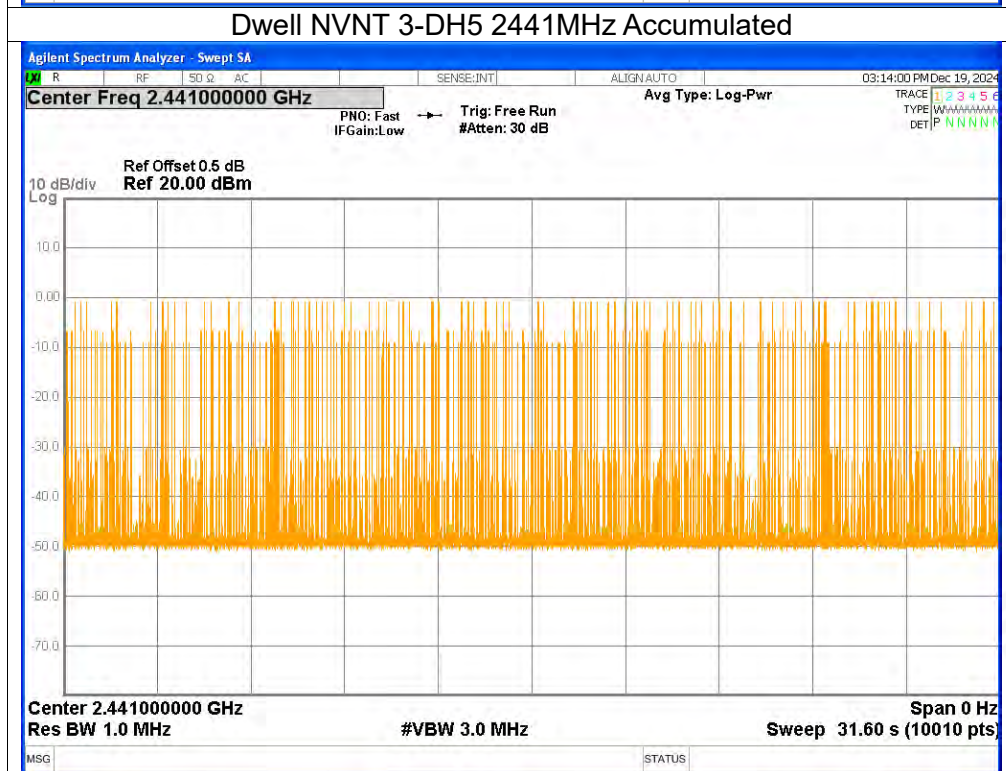 Dwell NVNT 3-DH5 2441MHz Accumulated
Agilent Spectrum Analyzer - Swept SA
LXI R RF 50 Ω AC SENSE:INT ALIGN AUTO 03:14:00 PM Dec 19, 2024
Center Freq 2.441000000 GHz Avg Type: Log-Pwr TRACE 1 2 3 4 5 6
PNO: Fast Trig: Free Run TYPE W
IFGain:Low #Atten: 30 dB DET P N N N N N
Ref Offset 0.5 dB
10 dB/div Ref 20.00 dBm
Log
10.0
0.00
-10.0
-20.0
-30.0
-40.0
-50.0
-60.0
-70.0
Center 2.441000000 GHz Span 0 Hz
Res BW 1.0 MHz #VBW 3.0 MHz Sweep 31.60 s (10010 pts)
MSG STATUS